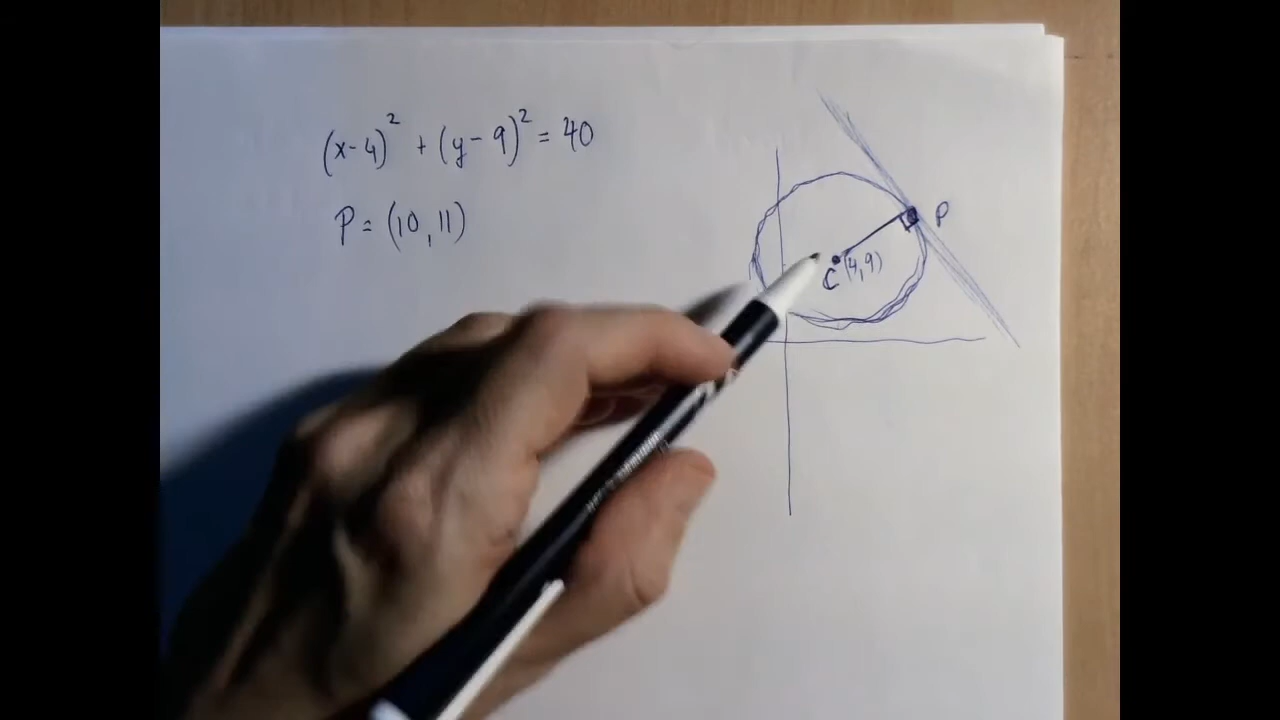 (x-4)² + (y-9)² = 40
P = (10, 11)
P
C (4,9)